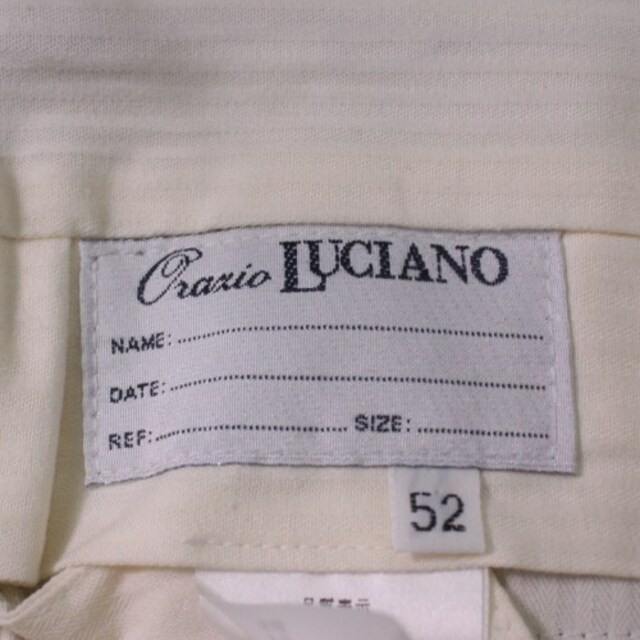 Orazio LUCIANO
NAME:
DATE:
REF: SIZE:
52